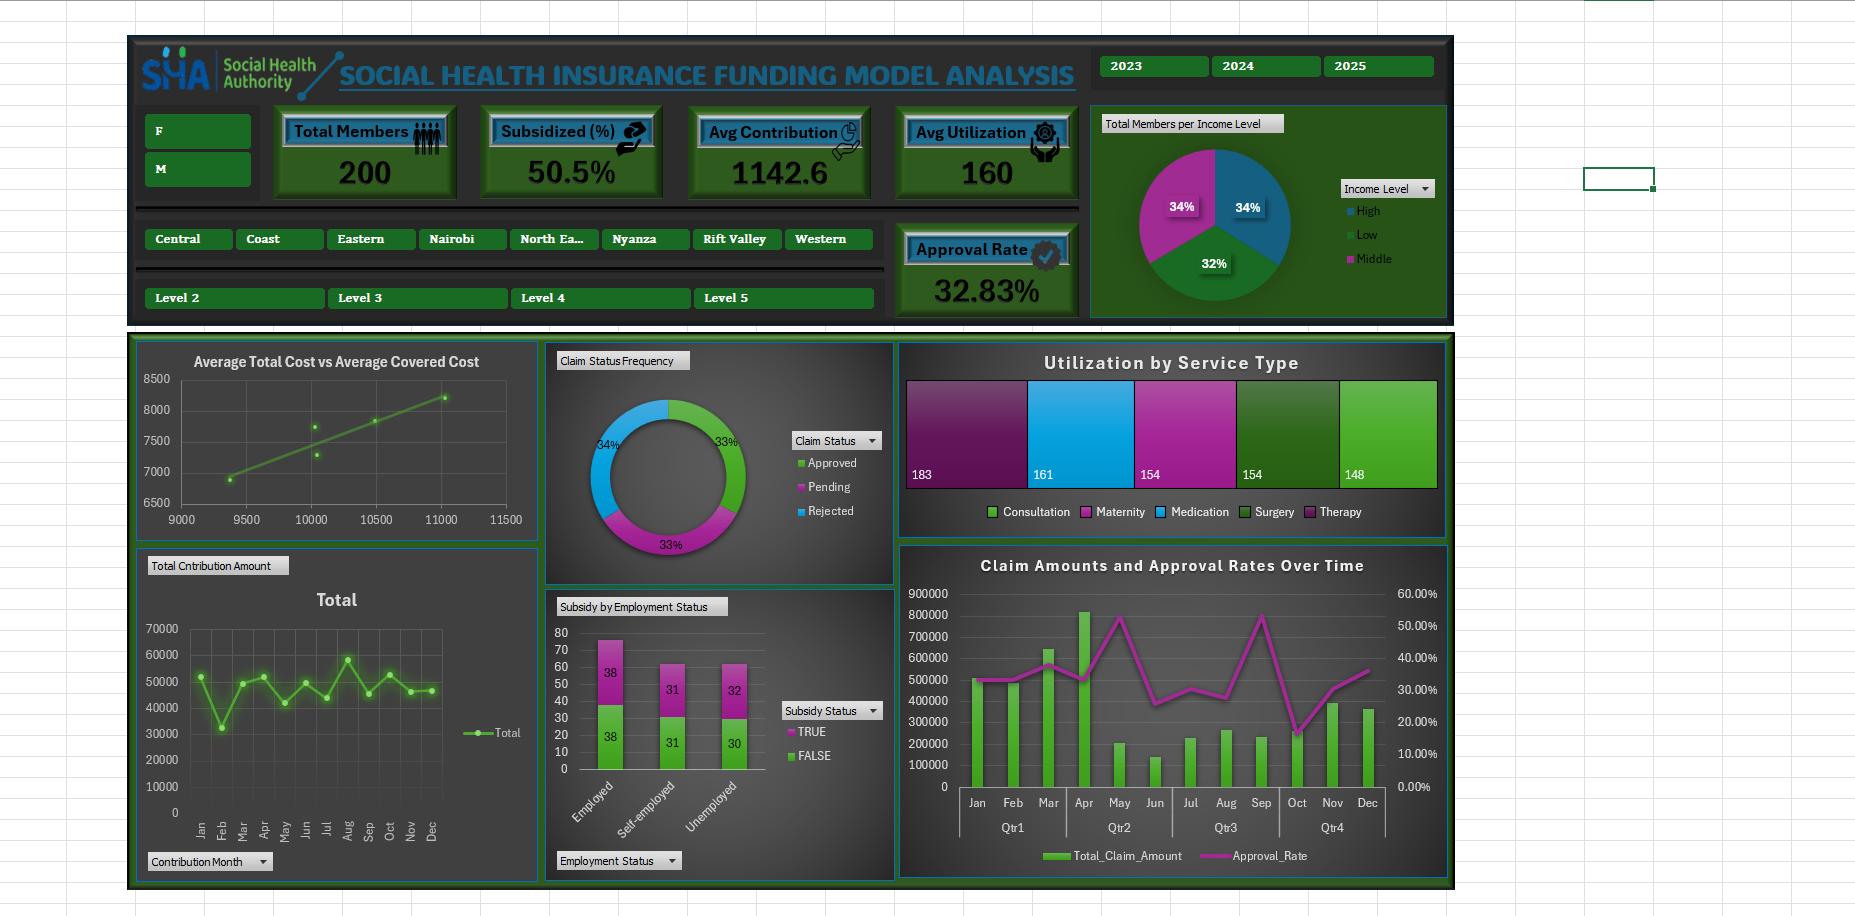 SHA Social Health
Authority
SOCIAL HEALTH INSURANCE FUNDING MODEL ANALYSIS
2023 2024 2025
F
M
Total Members
200
Subsidized (%)
50.5%
Avg Contribution
1142.6
Avg Utilization
160
Total Members per Income Level
34% 34%
32%
Income Level
High
Low
Middle
Central Coast Eastern Nairobi North Ea... Nyanza Rift Valley Western
Approval Rate
32.83%
Level 2 Level 3 Level 4 Level 5
Average Total Cost vs Average Covered Cost
8500
8000
7500
7000
6500
9000 9500 10000 10500 11000 11500
Claim Status Frequency
34% 33%
33%
Claim Status
Approved
Pending
Rejected
Utilization by Service Type
183 161 154 154 148
Consultation Maternity Medication Surgery Therapy
Total Cntribution Amount
Total
70000
60000
50000
40000
30000
20000
10000
0
Jan Feb Mar Apr May Jun Jul Aug Sep Oct Nov Dec
Total
Contribution Month
Subsidy by Employment Status
80
70
60
50
40
30
20
10
0
38 31 32
38 31 30
Employed Self-employed Unemployed
Subsidy Status
TRUE
FALSE
Employment Status
Claim Amounts and Approval Rates Over Time
900000
800000
700000
600000
500000
400000
300000
200000
100000
0
60.00%
50.00%
40.00%
30.00%
20.00%
10.00%
0.00%
Jan Feb Mar Apr May Jun Jul Aug Sep Oct Nov Dec
Qtr1 Qtr2 Qtr3 Qtr4
Total_Claim_Amount Approval_Rate